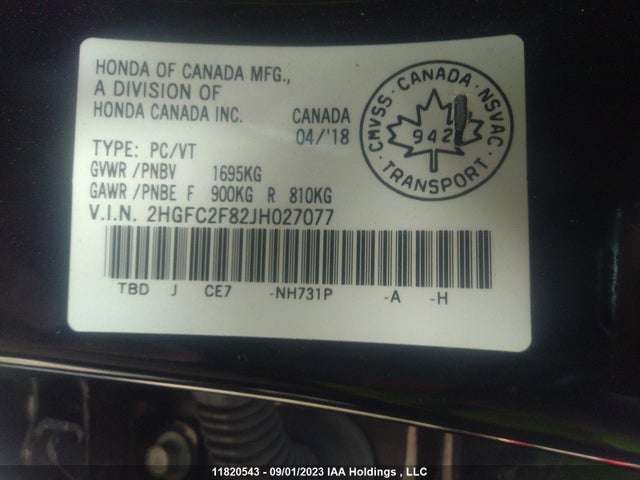 HONDA OF CANADA MFG.,
A DIVISION OF
HONDA CANADA INC. CANADA
04/'18
TYPE: PC/VT
GVWR /PNBV 1695KG
GAWR /PNBE F 900KG R 810KG
V.I.N. 2HGFC2F82JH027077
TBD J CE7 -NH731P -A -H
CMVSS · CANADA · NSVAC
942
TRANSPORT
11820543 - 09/01/2023 IAA Holdings , LLC